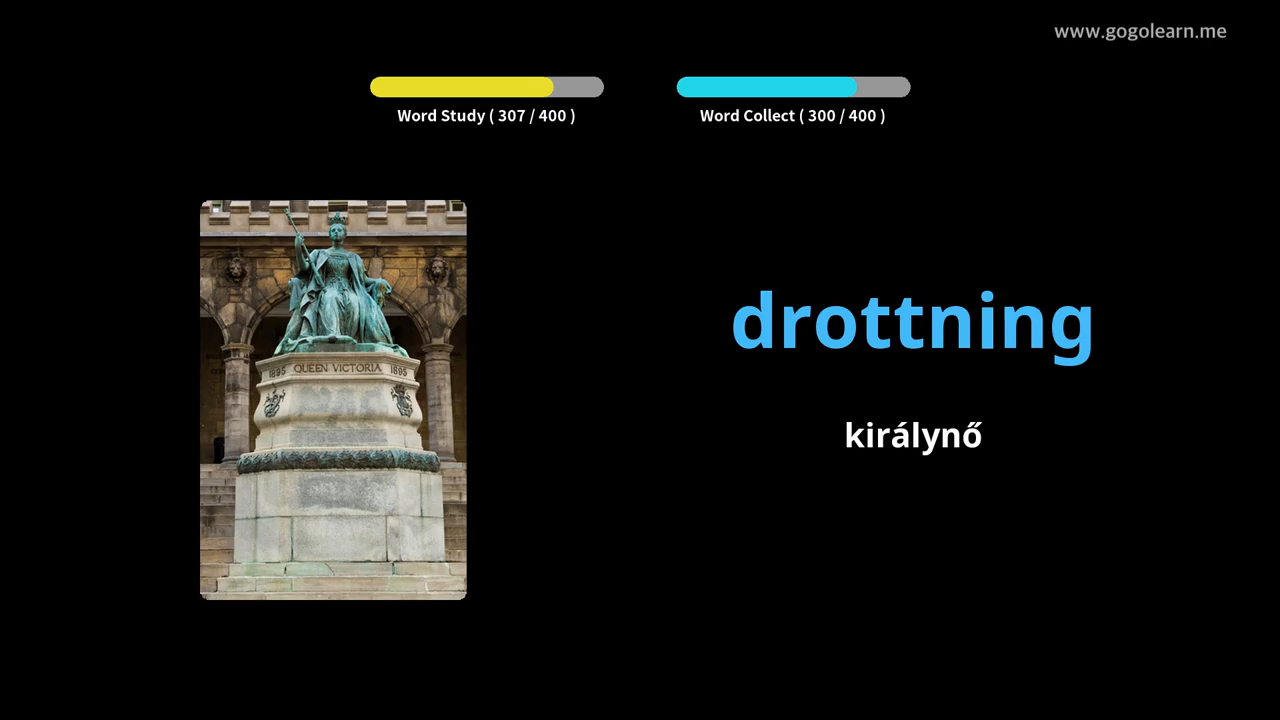 www.gogolearn.me
Word Study ( 307 / 400 )
Word Collect ( 300 / 400 )
1895 QUEEN VICTORIA 1895
drottning
királynő